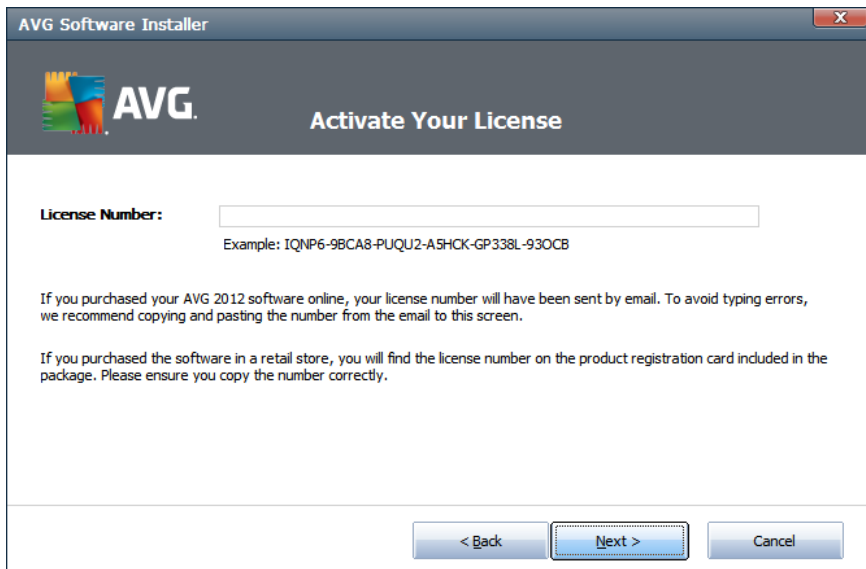 AVG Software Installer
AVG.
Activate Your License
License Number:
Example: IQNP6-9BCA8-PUQU2-A5HCK-GP338L-93OCB
If you purchased your AVG 2012 software online, your license number will have been sent by email. To avoid typing errors,
we recommend copying and pasting the number from the email to this screen.
If you purchased the software in a retail store, you will find the license number on the product registration card included in the
package. Please ensure you copy the number correctly.
< Back
Next >
Cancel